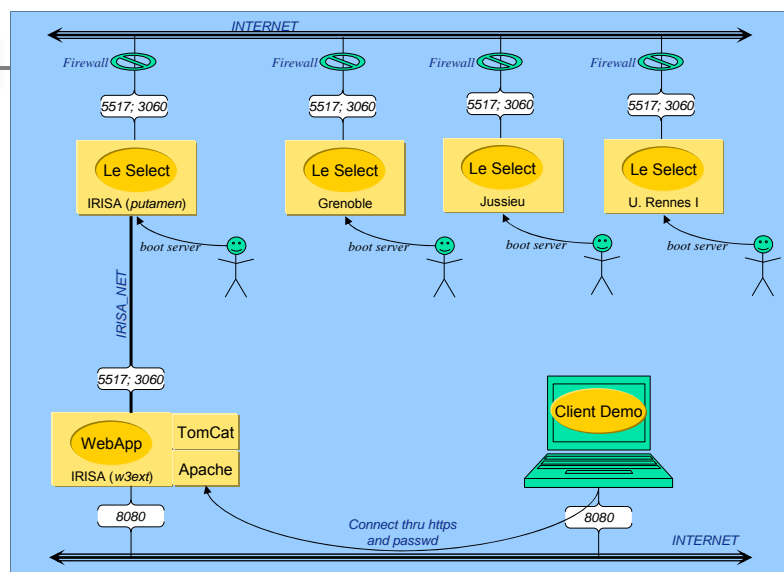 INTERNET
Firewall
Firewall
Firewall
Firewall
5517; 3060
5517; 3060
5517; 3060
5517; 3060
Le Select
IRISA (putamen)
Le Select
Grenoble
Le Select
Jussieu
Le Select
U. Rennes I
boot server
boot server
boot server
boot server
IRISA_NET
5517; 3060
WebApp
IRISA (w3ext)
TomCat
Apache
Client Demo
8080
Connect thru https
and passwd
8080
INTERNET